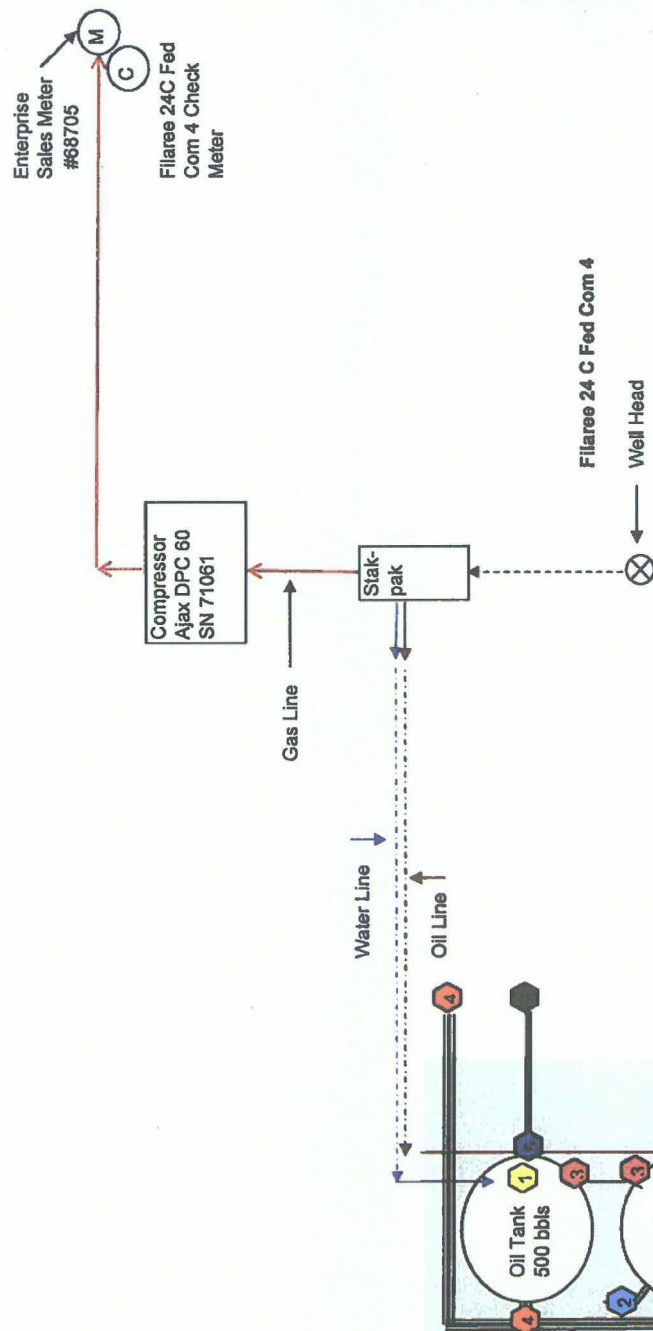 Enterprise
Sales Meter
#68705
M
C
Filaree 24C Fed
Com 4 Check
Meter
Compressor
Ajax DPC 60
SN 71061
Gas Line
Stak-
pak
Filaree 24 C Fed Com 4
Well Head
Water Line
Oil Line
4
1
3
3
Oil Tank
500 bbls
2
4